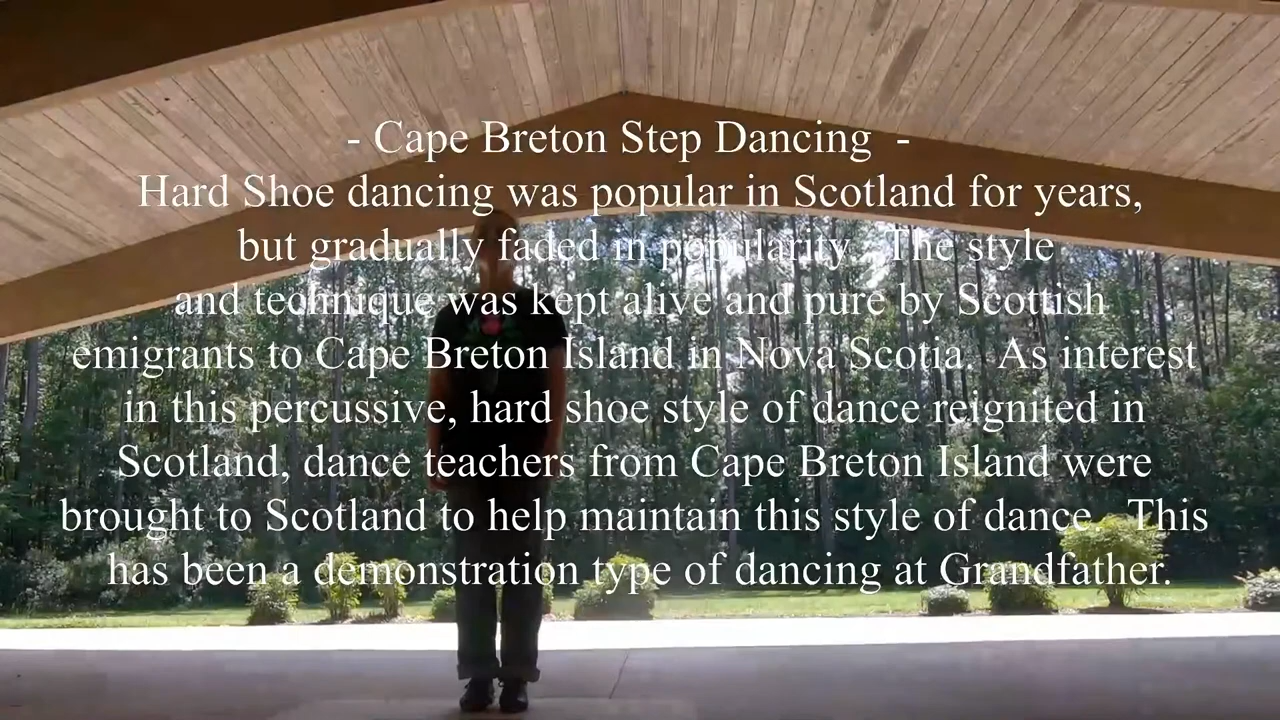 - Cape Breton Step Dancing -
Hard Shoe dancing was popular in Scotland for years,
but gradually faded in popularity. The style
and technique was kept alive and pure by Scottish
emigrants to Cape Breton Island in Nova Scotia. As interest
in this percussive, hard shoe style of dance reignited in
Scotland, dance teachers from Cape Breton Island were
brought to Scotland to help maintain this style of dance. This
has been a demonstration type of dancing at Grandfather.